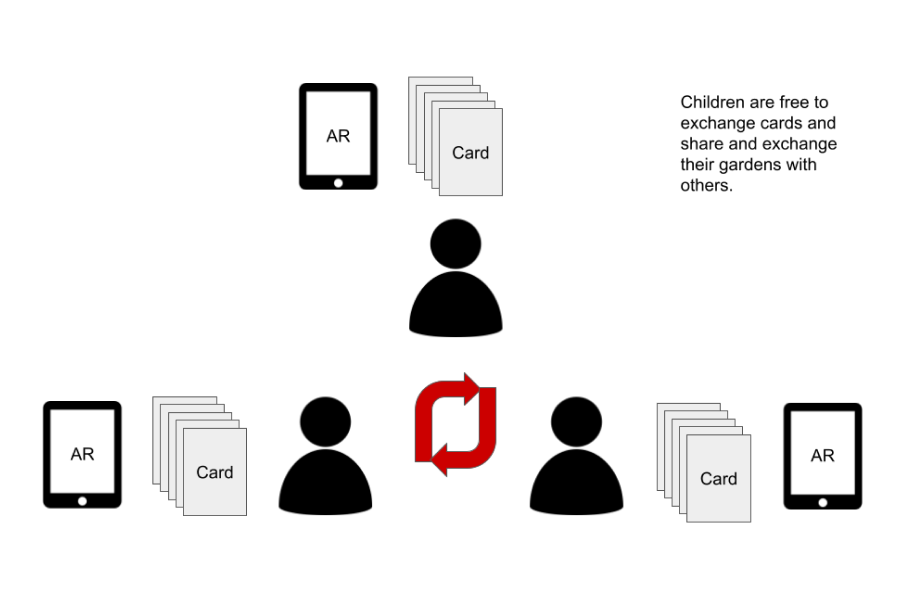 AR
Card
Children are free to
exchange cards and
share and exchange
their gardens with
others.
AR
Card
Card
AR